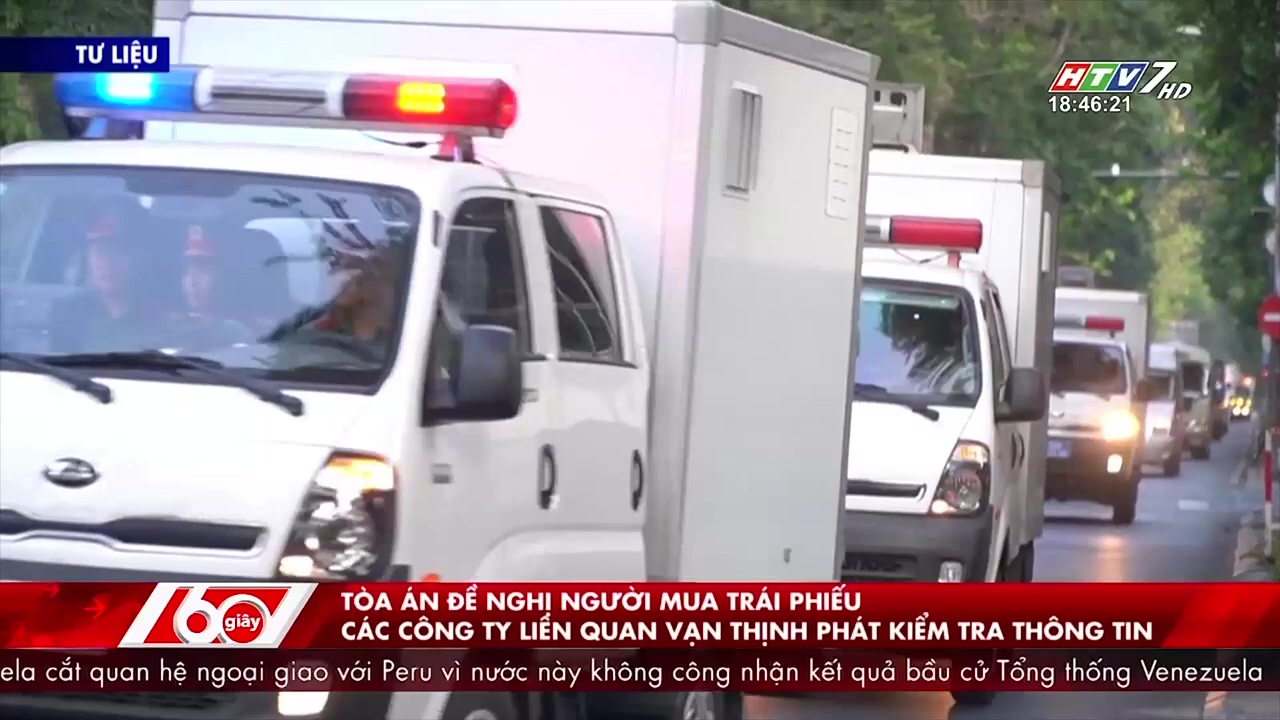 TƯ LIỆU
HTV7 HD
18:46:21
60 giây
TÒA ÁN ĐỀ NGHỊ NGƯỜI MUA TRÁI PHIẾU
CÁC CÔNG TY LIÊN QUAN VẠN THỊNH PHÁT KIỂM TRA THÔNG TIN
ela cắt quan hệ ngoại giao với Peru vì nước này không công nhận kết quả bầu cử Tổng thống Venezuela